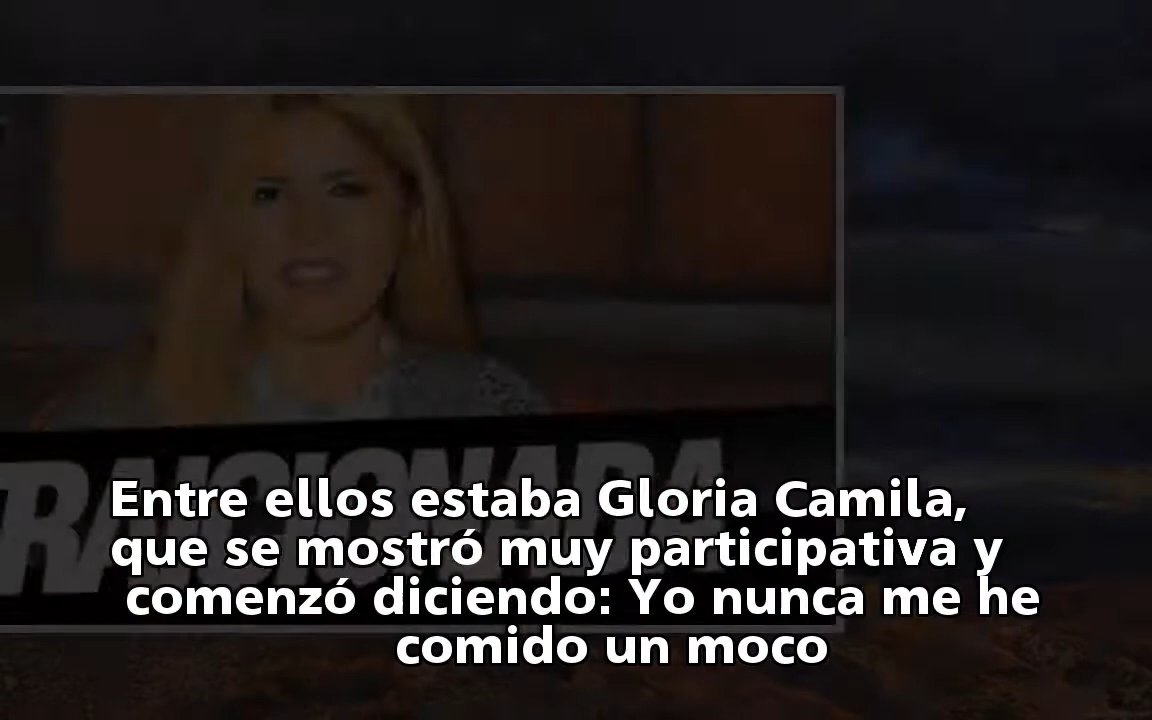 RAICIONADA
Entre ellos estaba Gloria Camila,
que se mostró muy participativa y
comenzó diciendo: Yo nunca me he
comido un moco